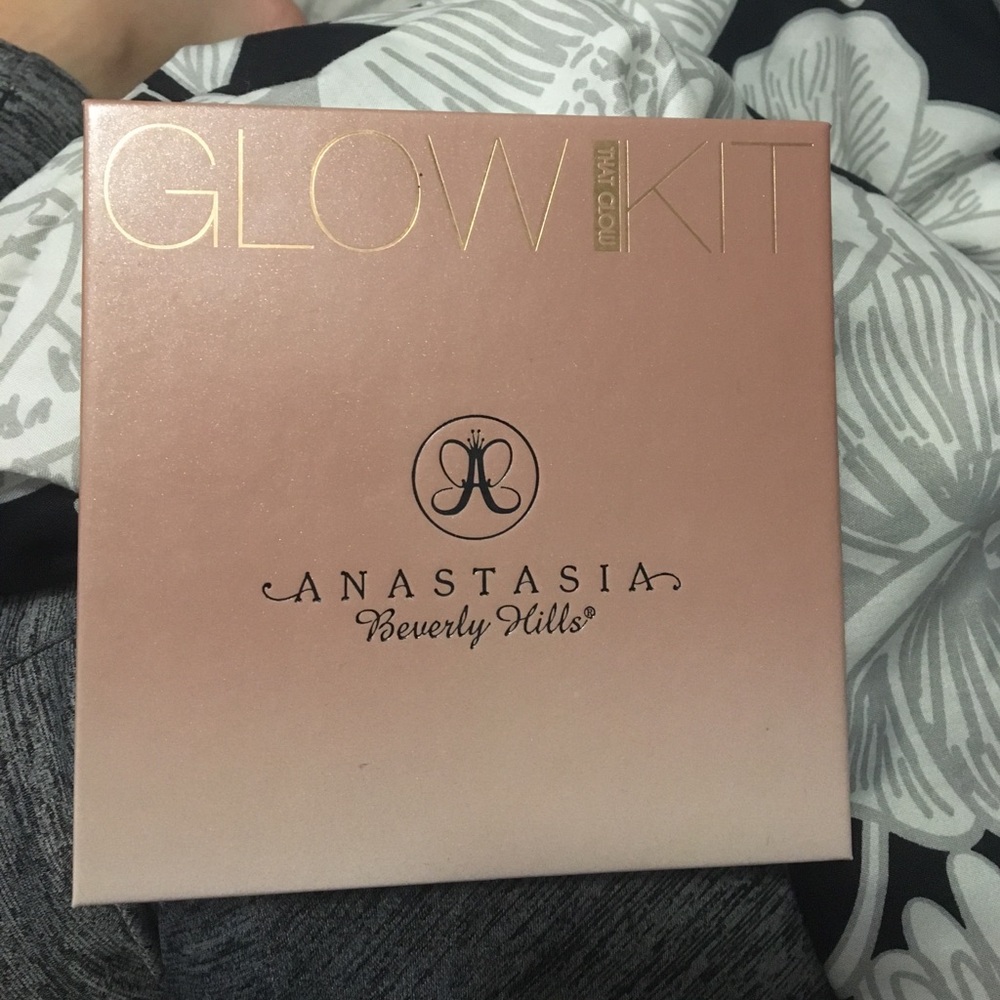 GLOW KIT
THAT GLOW
A
ANASTASIA
Beverly Hills®